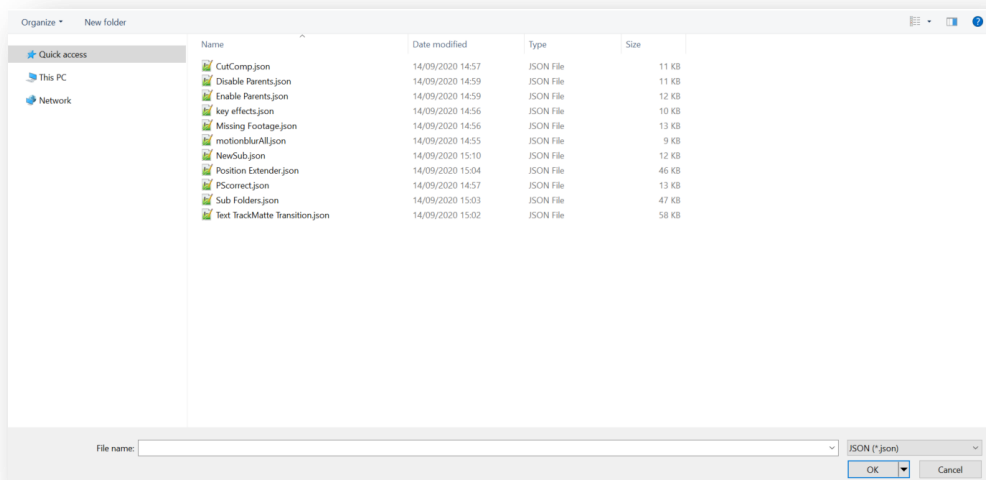 Organize New folder
Name Date modified Type Size
Quick access
This PC
Network
CutComp.json 14/09/2020 14:57 JSON File 11 KB
Disable Parents.json 14/09/2020 14:59 JSON File 11 KB
Enable Parents.json 14/09/2020 14:59 JSON File 12 KB
key effects.json 14/09/2020 14:56 JSON File 10 KB
Missing Footage.json 14/09/2020 14:56 JSON File 13 KB
motionblurAll.json 14/09/2020 14:55 JSON File 9 KB
NewSub.json 14/09/2020 15:10 JSON File 12 KB
Position Extender.json 14/09/2020 15:04 JSON File 46 KB
PScorrect.json 14/09/2020 14:57 JSON File 13 KB
Sub Folders.json 14/09/2020 15:03 JSON File 47 KB
Text TrackMatte Transition.json 14/09/2020 15:02 JSON File 58 KB
File name: JSON (*.json)
OK Cancel